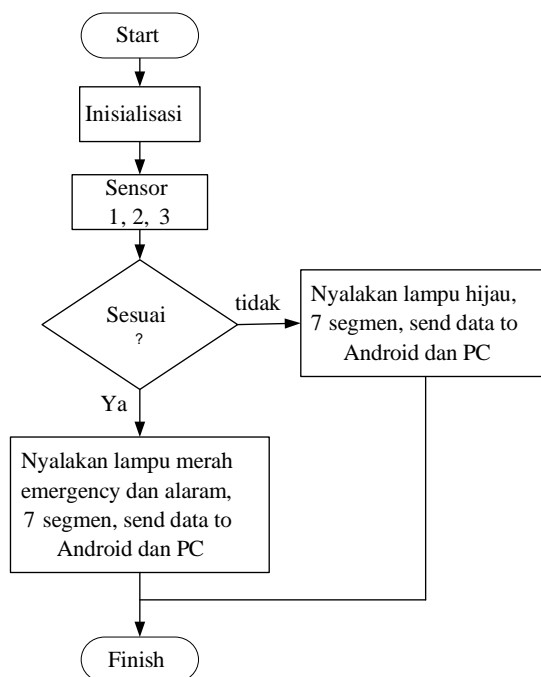 Start
Inisialisasi
Sensor
1, 2, 3
Sesuai
?
tidak
Nyalakan lampu hijau,
7 segmen, send data to
Android dan PC
Ya
Nyalakan lampu merah
emergency dan alaram,
7 segmen, send data to
Android dan PC
Finish